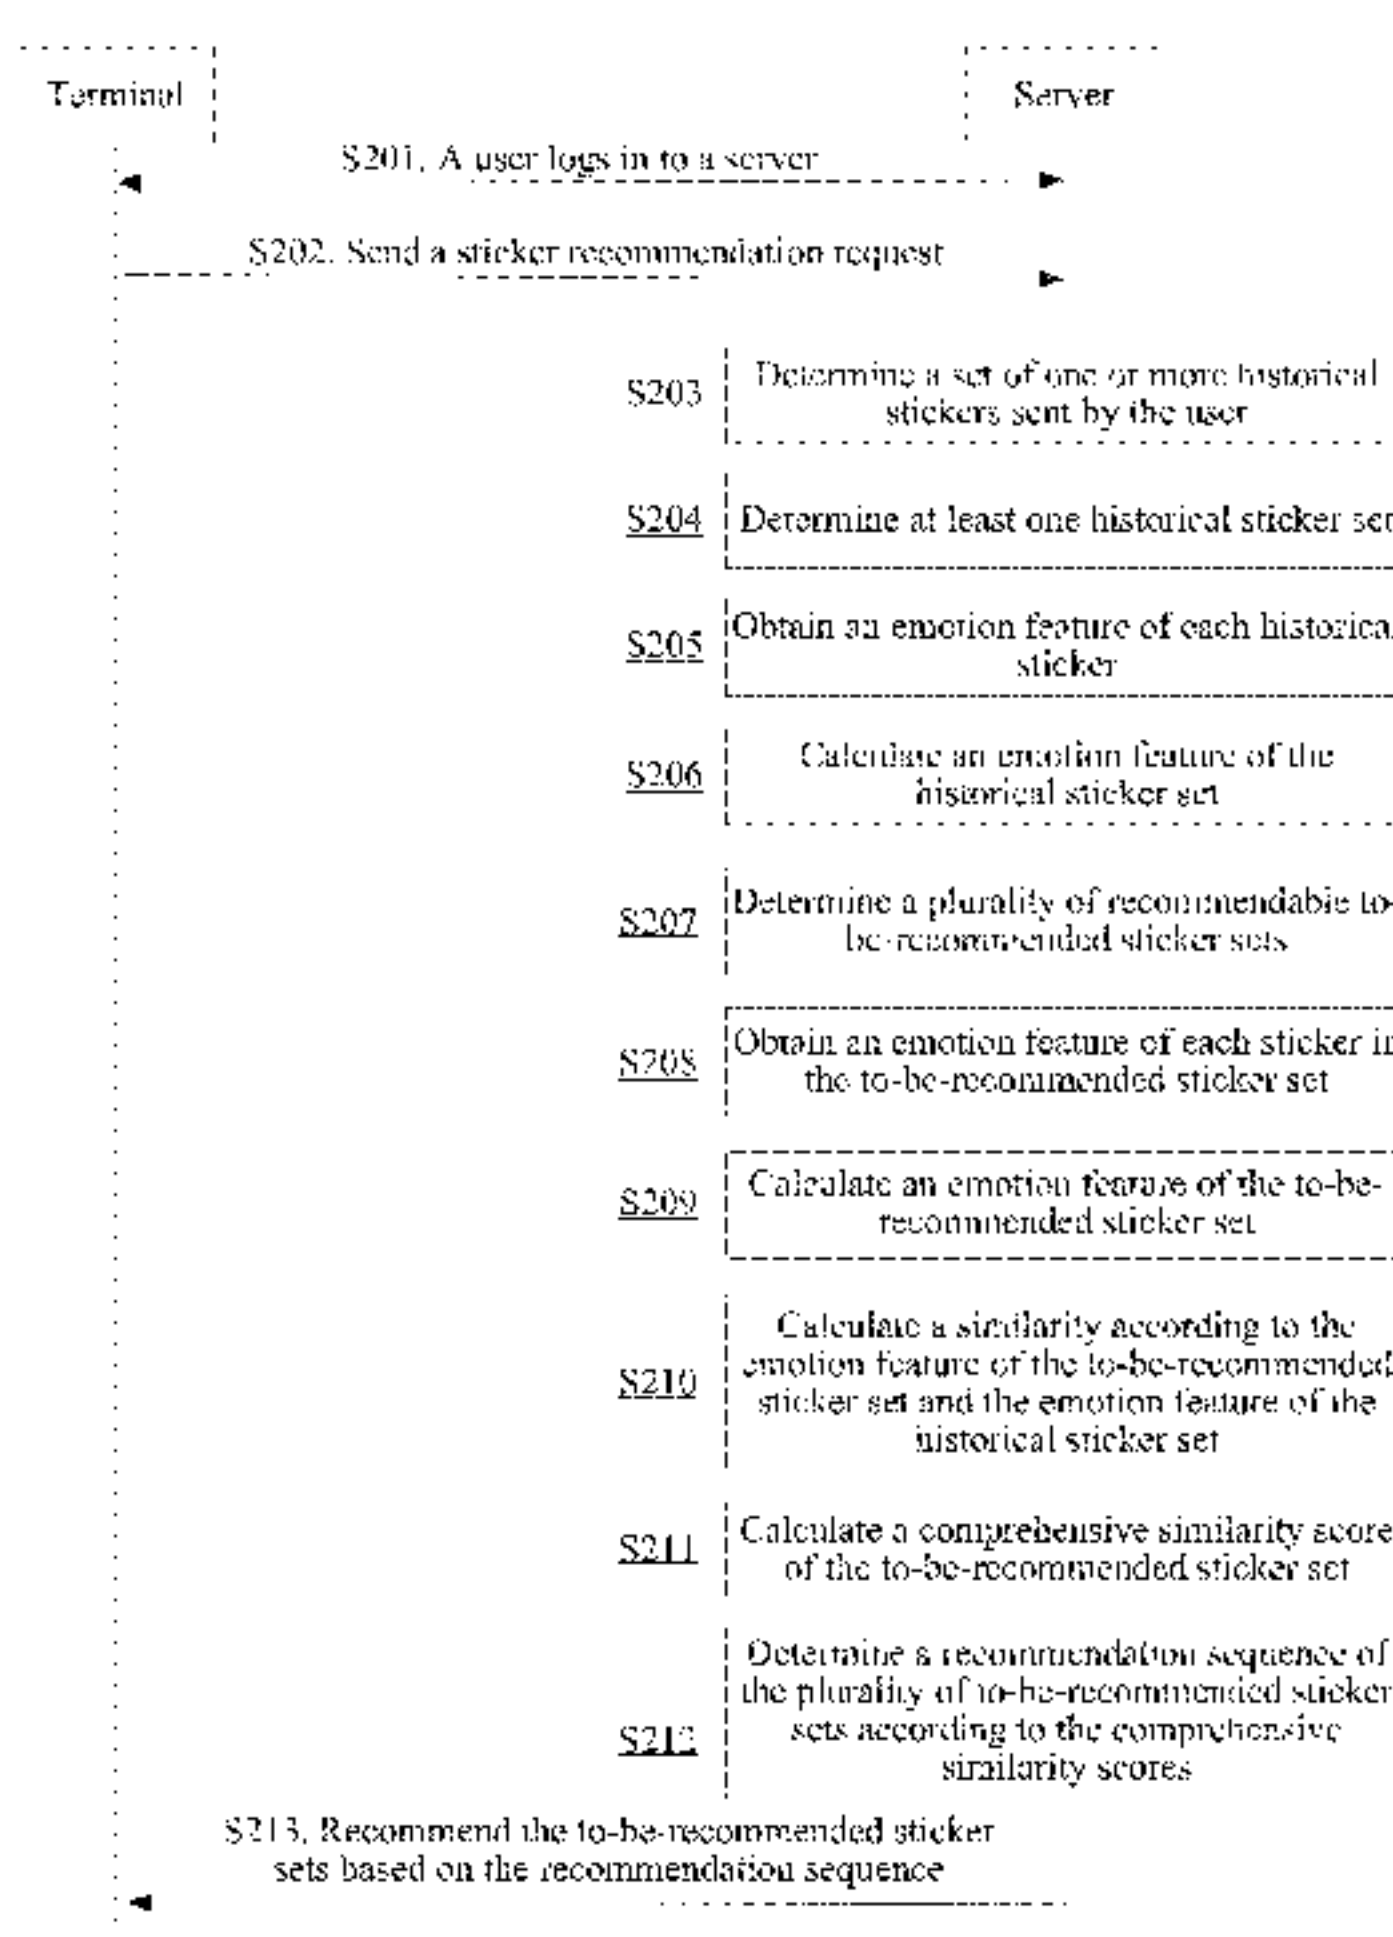 Terminal
Server
S201. A user logs in to a server
S202. Send a sticker recommendation request
S203
Determine a set of one or more historical
stickers sent by the user
S204
Determine at least one historical sticker set
S205
Obtain an emotion feature of each historical
sticker
S206
Calculate an emotion feature of the
historical sticker set
S207
Determine a plurality of recommendable to-
be-recommended sticker sets
S208
Obtain an emotion feature of each sticker in
the to-be-recommended sticker set
S209
Calculate an emotion feature of the to-be-
recommended sticker set
S210
Calculate a similarity according to the
emotion feature of the to-be-recommended
sticker set and the emotion feature of the
historical sticker set
S211
Calculate a comprehensive similarity score
of the to-be-recommended sticker set
S212
Determine a recommendation sequence of
the plurality of to-be-recommended sticker
sets according to the comprehensive
similarity scores
S213. Recommend the to-be-recommended sticker
sets based on the recommendation sequence